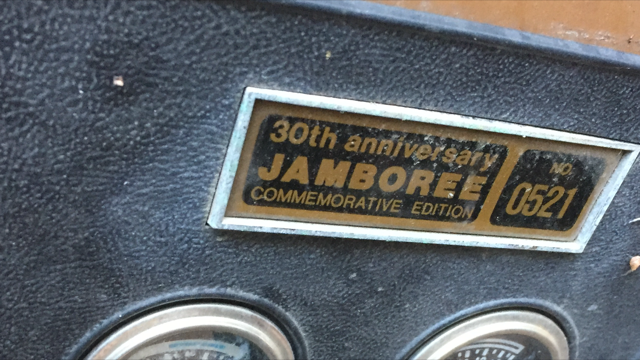 30th anniversary
JAMBOREE
COMMEMORATIVE EDITION
NO.
0521